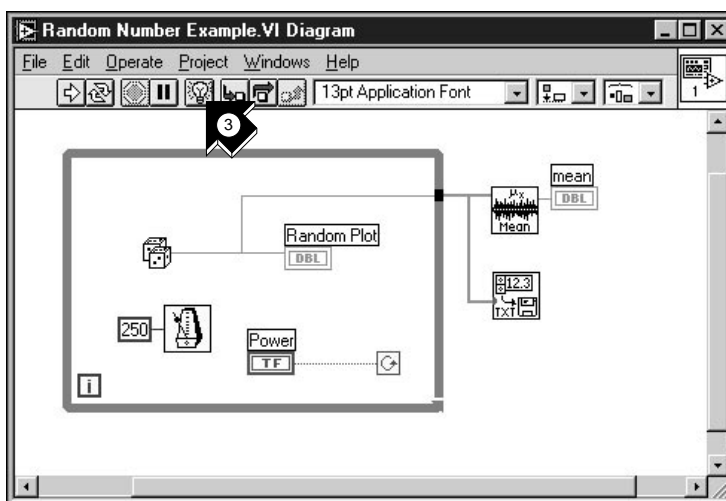 Random Number Example.VI Diagram
File Edit Operate Project Windows Help
13pt Application Font
1
3
mean
DBL
μx
Mean
Random Plot
DBL
12.3
TXT
250
Power
TF
i